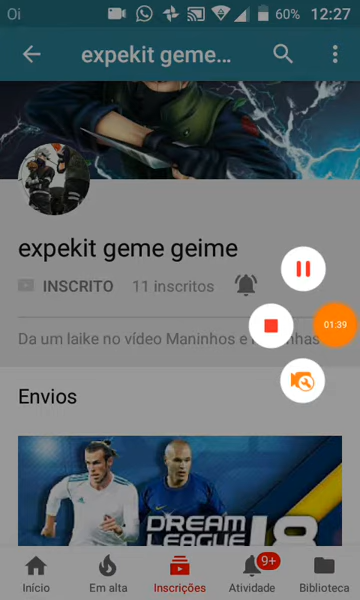 Oi 60% 12:27
expekit geme...
expekit geme geime
INSCRITO 11 inscritos
01:39
Da um laike no vídeo Maninhos e
Envios
DREAM
LEAGUE 18
9+
Início Em alta Inscrições Atividade Biblioteca